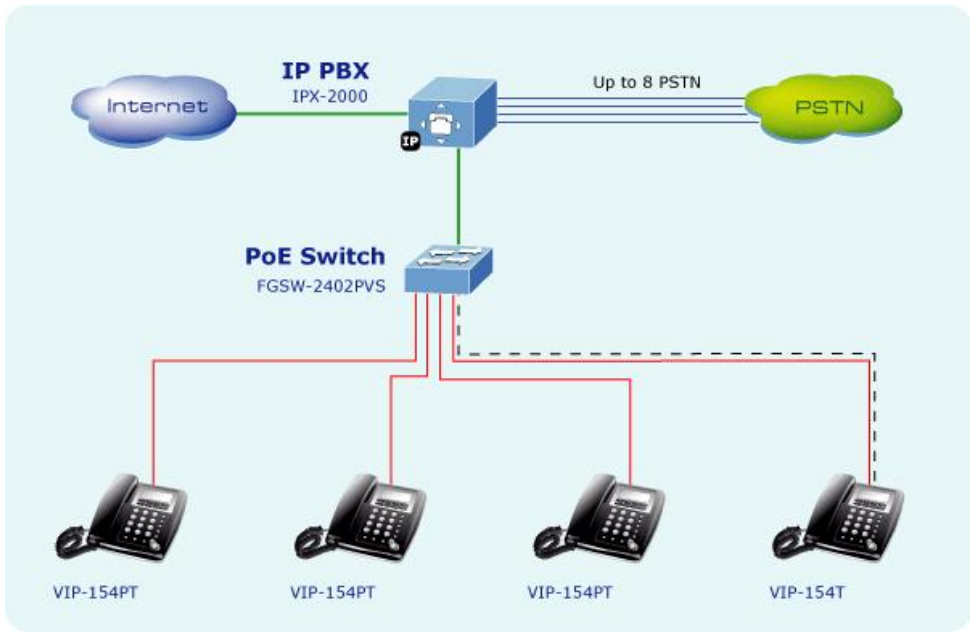 IP PBX
IPX-2000
Internet
Up to 8 PSTN
PSTN
IP
PoE Switch
FGSW-2402PVS
VIP-154PT
VIP-154PT
VIP-154PT
VIP-154T